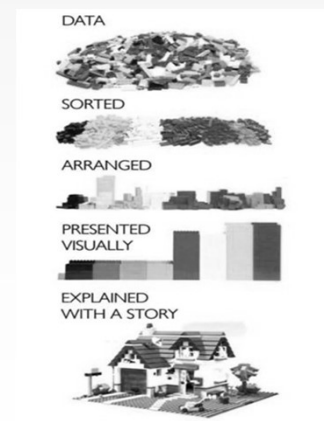 DATA
SORTED
ARRANGED
PRESENTED
VISUALLY
EXPLAINED
WITH A STORY